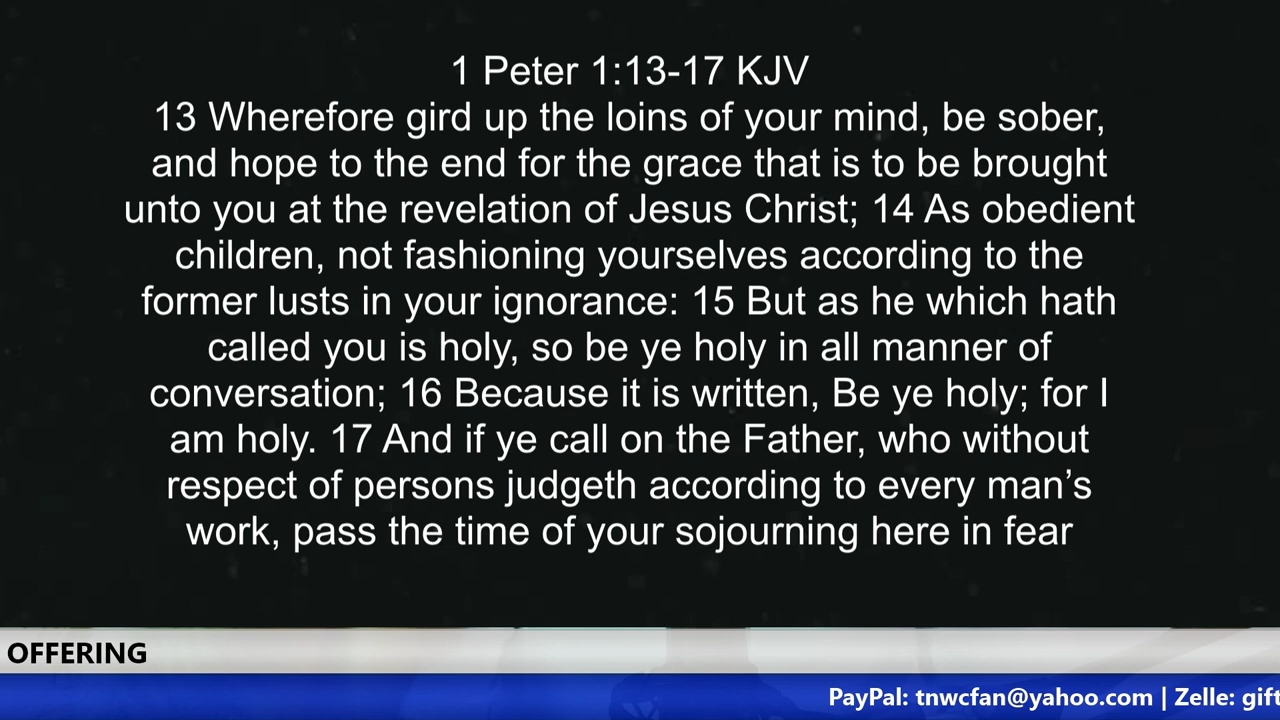 1 Peter 1:13-17 KJV
13 Wherefore gird up the loins of your mind, be sober,
and hope to the end for the grace that is to be brought
unto you at the revelation of Jesus Christ; 14 As obedient
children, not fashioning yourselves according to the
former lusts in your ignorance: 15 But as he which hath
called you is holy, so be ye holy in all manner of
conversation; 16 Because it is written, Be ye holy; for I
am holy. 17 And if ye call on the Father, who without
respect of persons judgeth according to every man’s
work, pass the time of your sojourning here in fear
OFFERING
PayPal: tnwcfan@yahoo.com | Zelle: